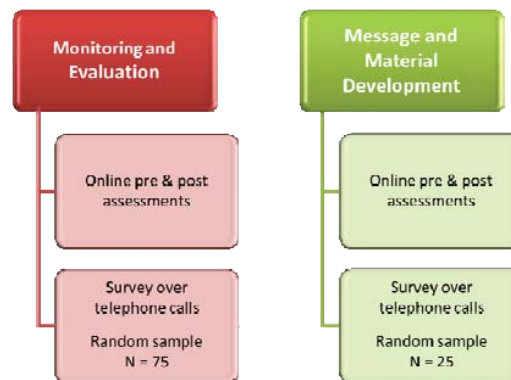 Monitoring and
Evaluation
Online pre & post
assessments
Survey over
telephone calls
Random sample
N = 75
Message and
Material
Development
Online pre & post
assessments
Survey over
telephone calls
Random sample
N = 25